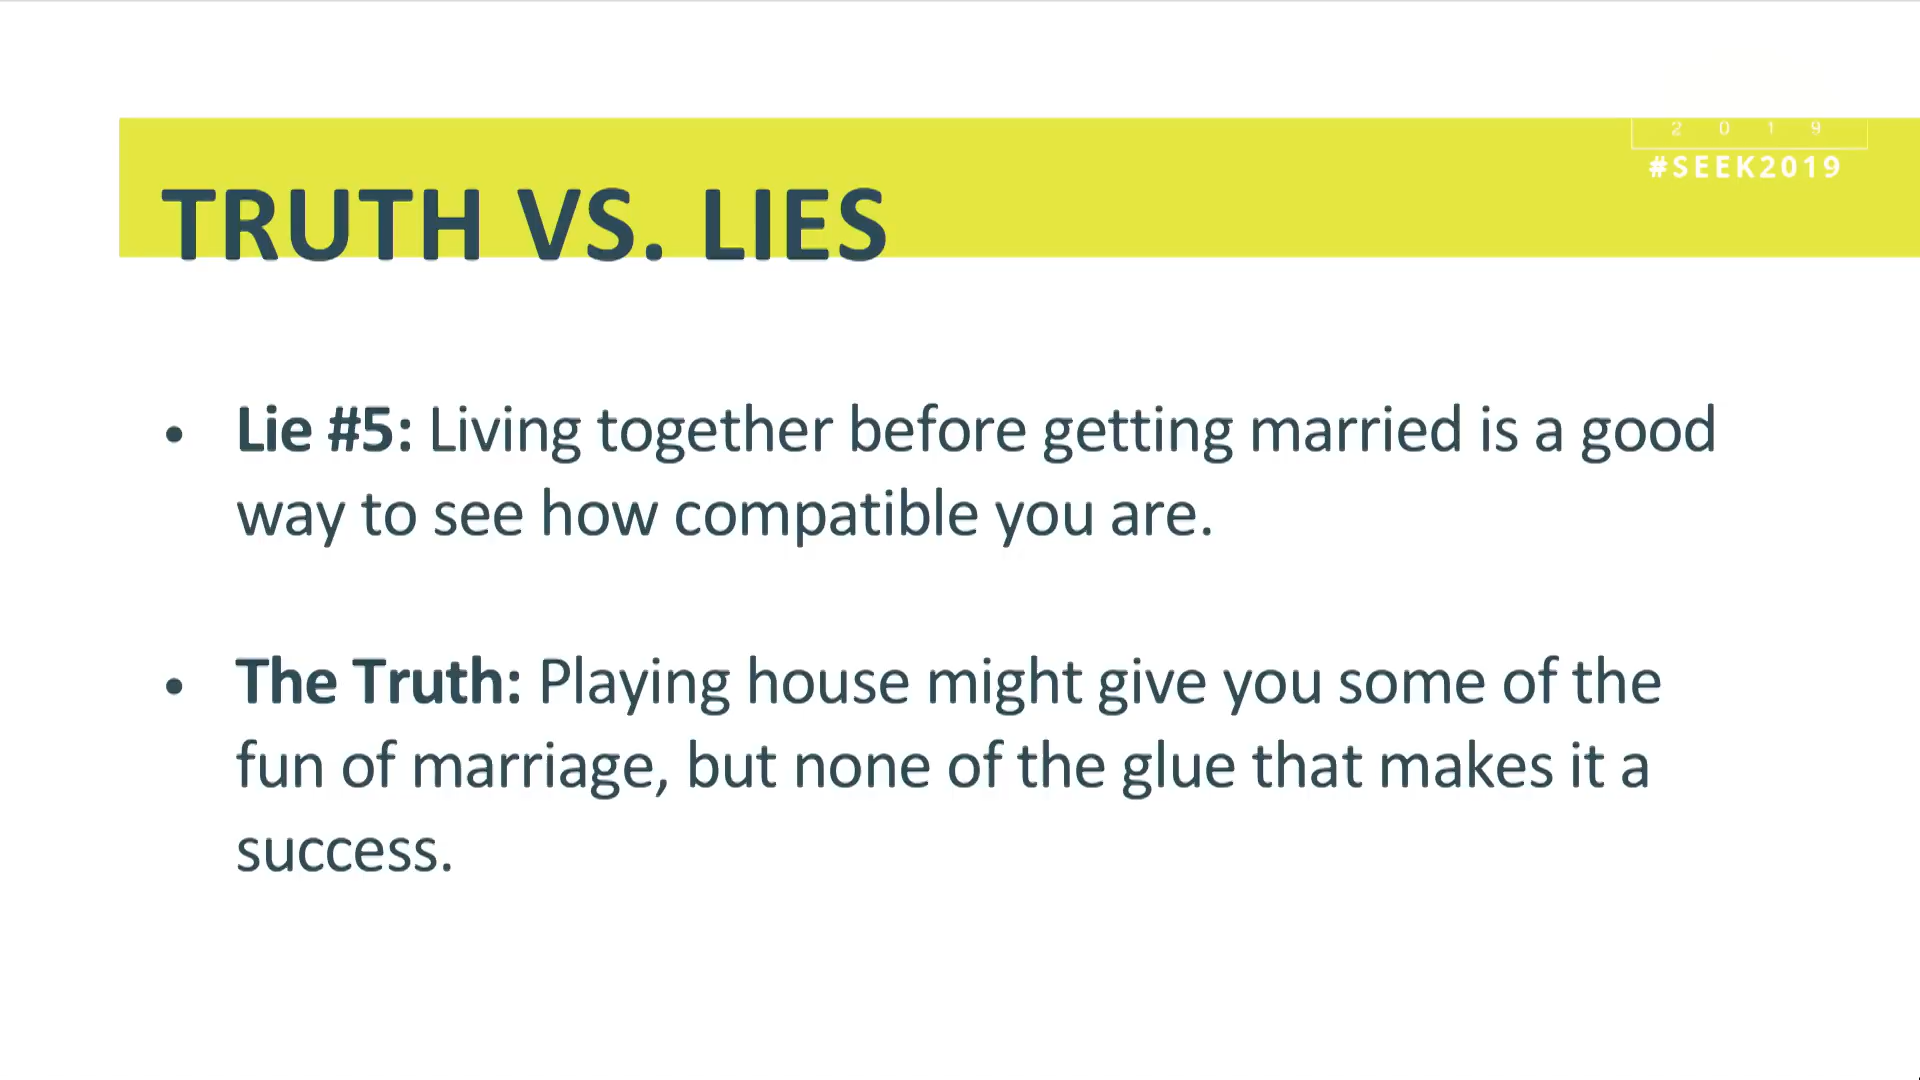 2 0 1 9
#SEEK2019
TRUTH VS. LIES
• Lie #5: Living together before getting married is a good
way to see how compatible you are.
• The Truth: Playing house might give you some of the
fun of marriage, but none of the glue that makes it a
success.